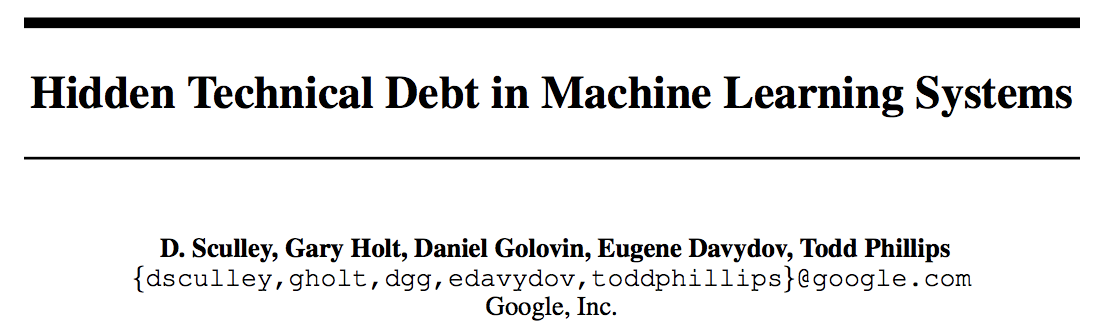 Hidden Technical Debt in Machine Learning Systems
D. Sculley, Gary Holt, Daniel Golovin, Eugene Davydov, Todd Phillips
{dsculley,gholt,dgg,edavydov,toddphillips}@google.com
Google, Inc.